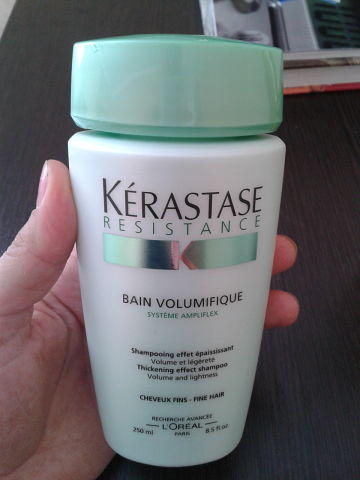 KÉRASTASE
RESISTANCE
K
BAIN VOLUMIFIQUE
SYSTÈME AMPLIFLEX
Shampooing effet épaississant
Volume et légèreté
Thickening effect shampoo
Volume and lightness
CHEVEUX FINS - FINE HAIR
RECHERCHE AVANCÉE
L'ORÉAL
250 ml PARIS 8.5 fl.oz